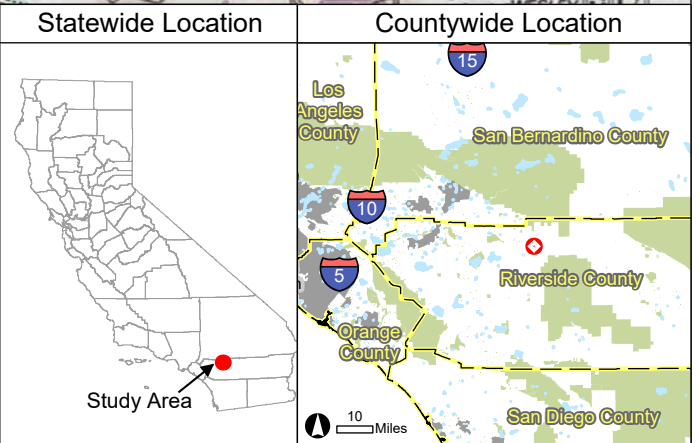 Statewide Location
Countywide Location
Study Area
15
Los
Angeles
County
San Bernardino County
10
5
Riverside County
Orange
County
San Diego County
10
Miles